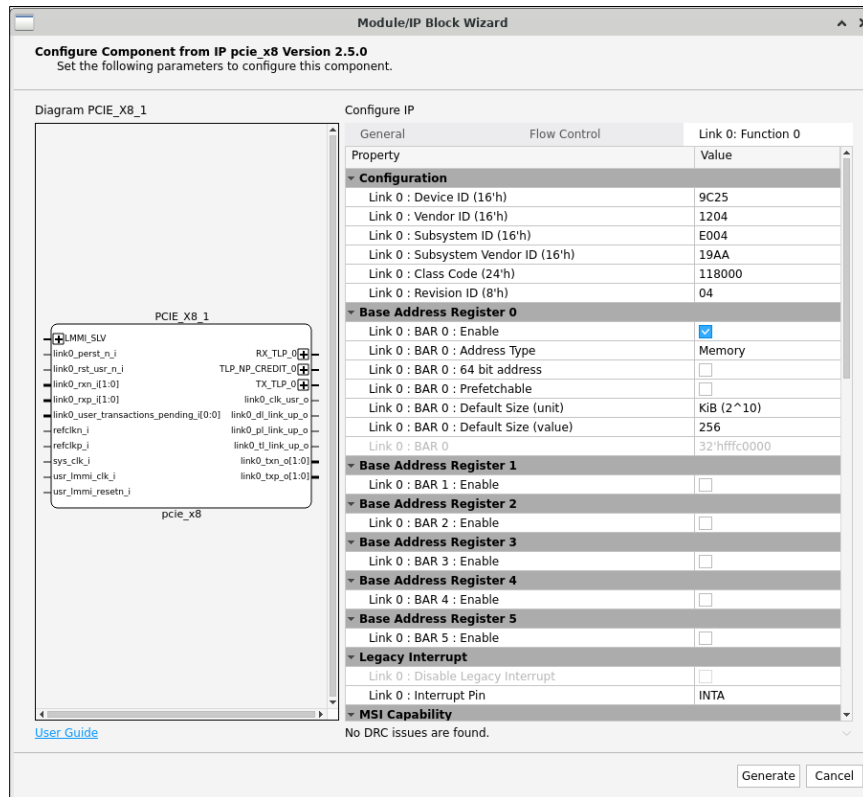 Module/IP Block Wizard
Configure Component from IP pcie_x8 Version 2.5.0
Set the following parameters to configure this component.
Diagram PCIE_X8_1
Configure IP
General Flow Control Link 0: Function 0
Property Value
Configuration
Link 0 : Device ID (16'h) 9C25
Link 0 : Vendor ID (16'h) 1204
Link 0 : Subsystem ID (16'h) E004
Link 0 : Subsystem Vendor ID (16'h) 19AA
Link 0 : Class Code (24'h) 118000
Link 0 : Revision ID (8'h) 04
Base Address Register 0
Link 0 : BAR 0 : Enable
Link 0 : BAR 0 : Address Type Memory
Link 0 : BAR 0 : 64 bit address
Link 0 : BAR 0 : Prefetchable
Link 0 : BAR 0 : Default Size (unit) KiB (2^10)
Link 0 : BAR 0 : Default Size (value) 256
Link 0 : BAR 0 32'hfffc0000
Base Address Register 1
Link 0 : BAR 1 : Enable
Base Address Register 2
Link 0 : BAR 2 : Enable
Base Address Register 3
Link 0 : BAR 3 : Enable
Base Address Register 4
Link 0 : BAR 4 : Enable
Base Address Register 5
Link 0 : BAR 5 : Enable
Legacy Interrupt
Link 0 : Disable Legacy Interrupt
Link 0 : Interrupt Pin INTA
MSI Capability
PCIE_X8_1
LMMI_SLV
link0_perst_n_i RX_TLP_0
link0_rst_usr_n_i TLP_NP_CREDIT_0
link0_rxn_i[1:0] TX_TLP_0
link0_rxp_i[1:0] link0_clk_usr_o
link0_user_transactions_pending_i[0:0] link0_dl_link_up_o
refclkn_i link0_pl_link_up_o
refclkp_i link0_tl_link_up_o
sys_clk_i link0_txn_o[1:0]
usr_lmmi_clk_i link0_txp_o[1:0]
usr_lmmi_resetn_i
pcie_x8
User Guide
No DRC issues are found.
Generate Cancel